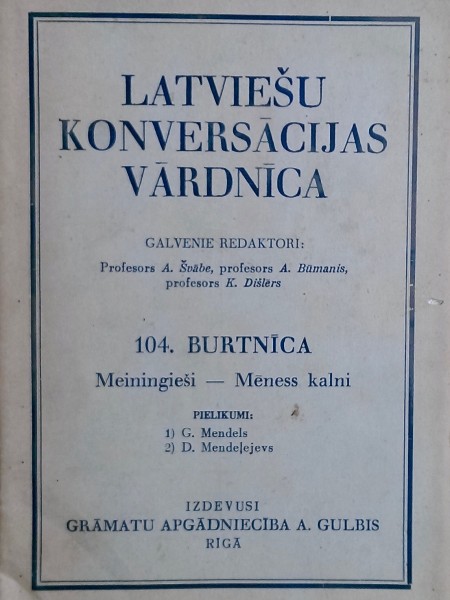 LATVIEŠU
KONVERSĀCIJAS
VĀRDNĪCA
GALVENIE REDAKTORI:
Profesors A. Švābe, profesors A. Būmanis,
profesors K. Dišlērs
104. BURTNĪCA
Meiningieši — Mēness kalni
PIELIKUMI:
1) G. Mendels
2) D. Mendeļejevs
IZDEVUSI
GRĀMATU APGĀDNIECĪBA A. GULBIS
RĪGĀ